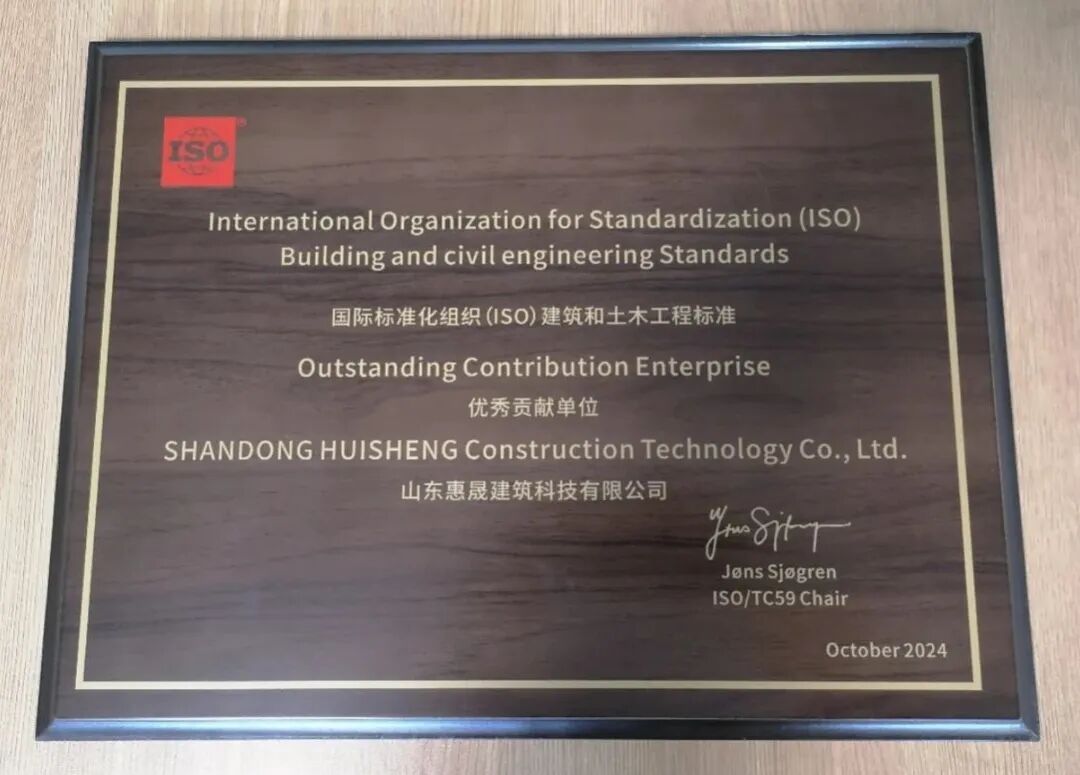 ISO®
International Organization for Standardization (ISO)
Building and civil engineering Standards
国际标准化组织(ISO)建筑和土木工程标准
Outstanding Contribution Enterprise
优秀贡献单位
SHANDONG HUISHENG Construction Technology Co., Ltd.
山东惠晟建筑科技有限公司
Jøns Sjøgren
ISO/TC59 Chair
October 2024